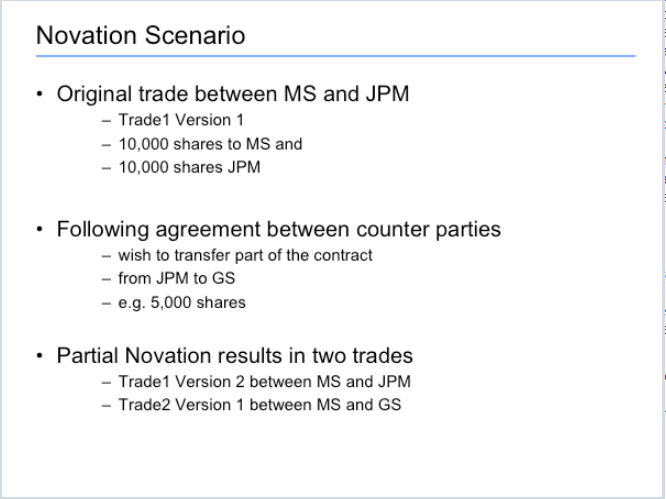 Novation Scenario
• Original trade between MS and JPM
– Trade1 Version 1
– 10,000 shares to MS and
– 10,000 shares JPM
• Following agreement between counter parties
– wish to transfer part of the contract
– from JPM to GS
– e.g. 5,000 shares
• Partial Novation results in two trades
– Trade1 Version 2 between MS and JPM
– Trade2 Version 1 between MS and GS